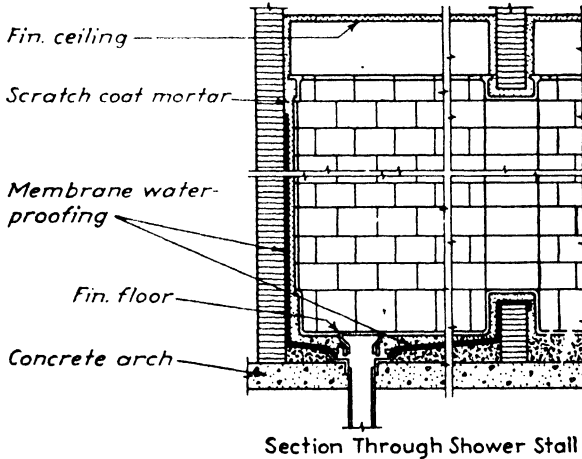 Fin. ceiling
Scratch coat mortar
Membrane water-
proofing
Fin. floor
Concrete arch
Section Through Shower Stall